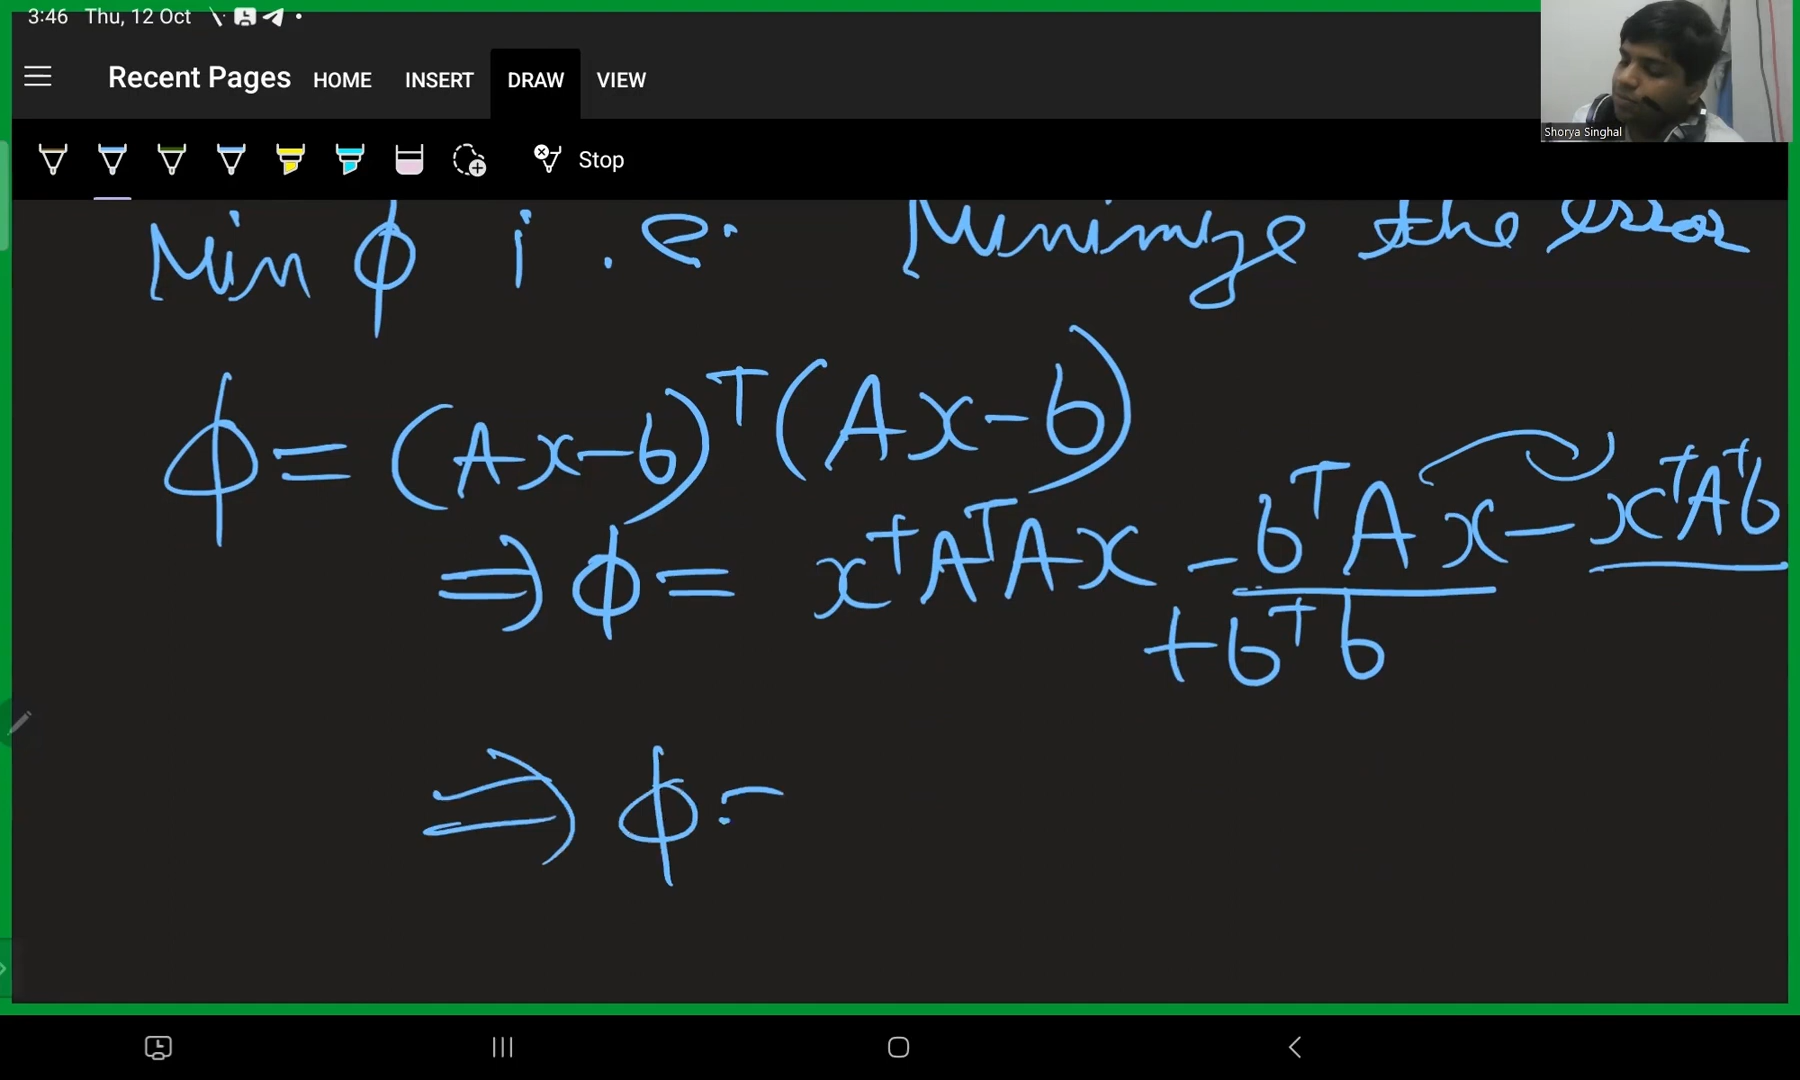 3:46 Thu, 12 Oct
Shorya Singhal
Recent Pages HOME INSERT DRAW VIEW
Stop
Min ϕ i.e. Minimize the error
ϕ = (Ax-b)ᵀ(Ax-b)
⇒ ϕ = xᵀAᵀAx - bᵀAx - xᵀAᵀb
+ bᵀb
⇒ ϕ =